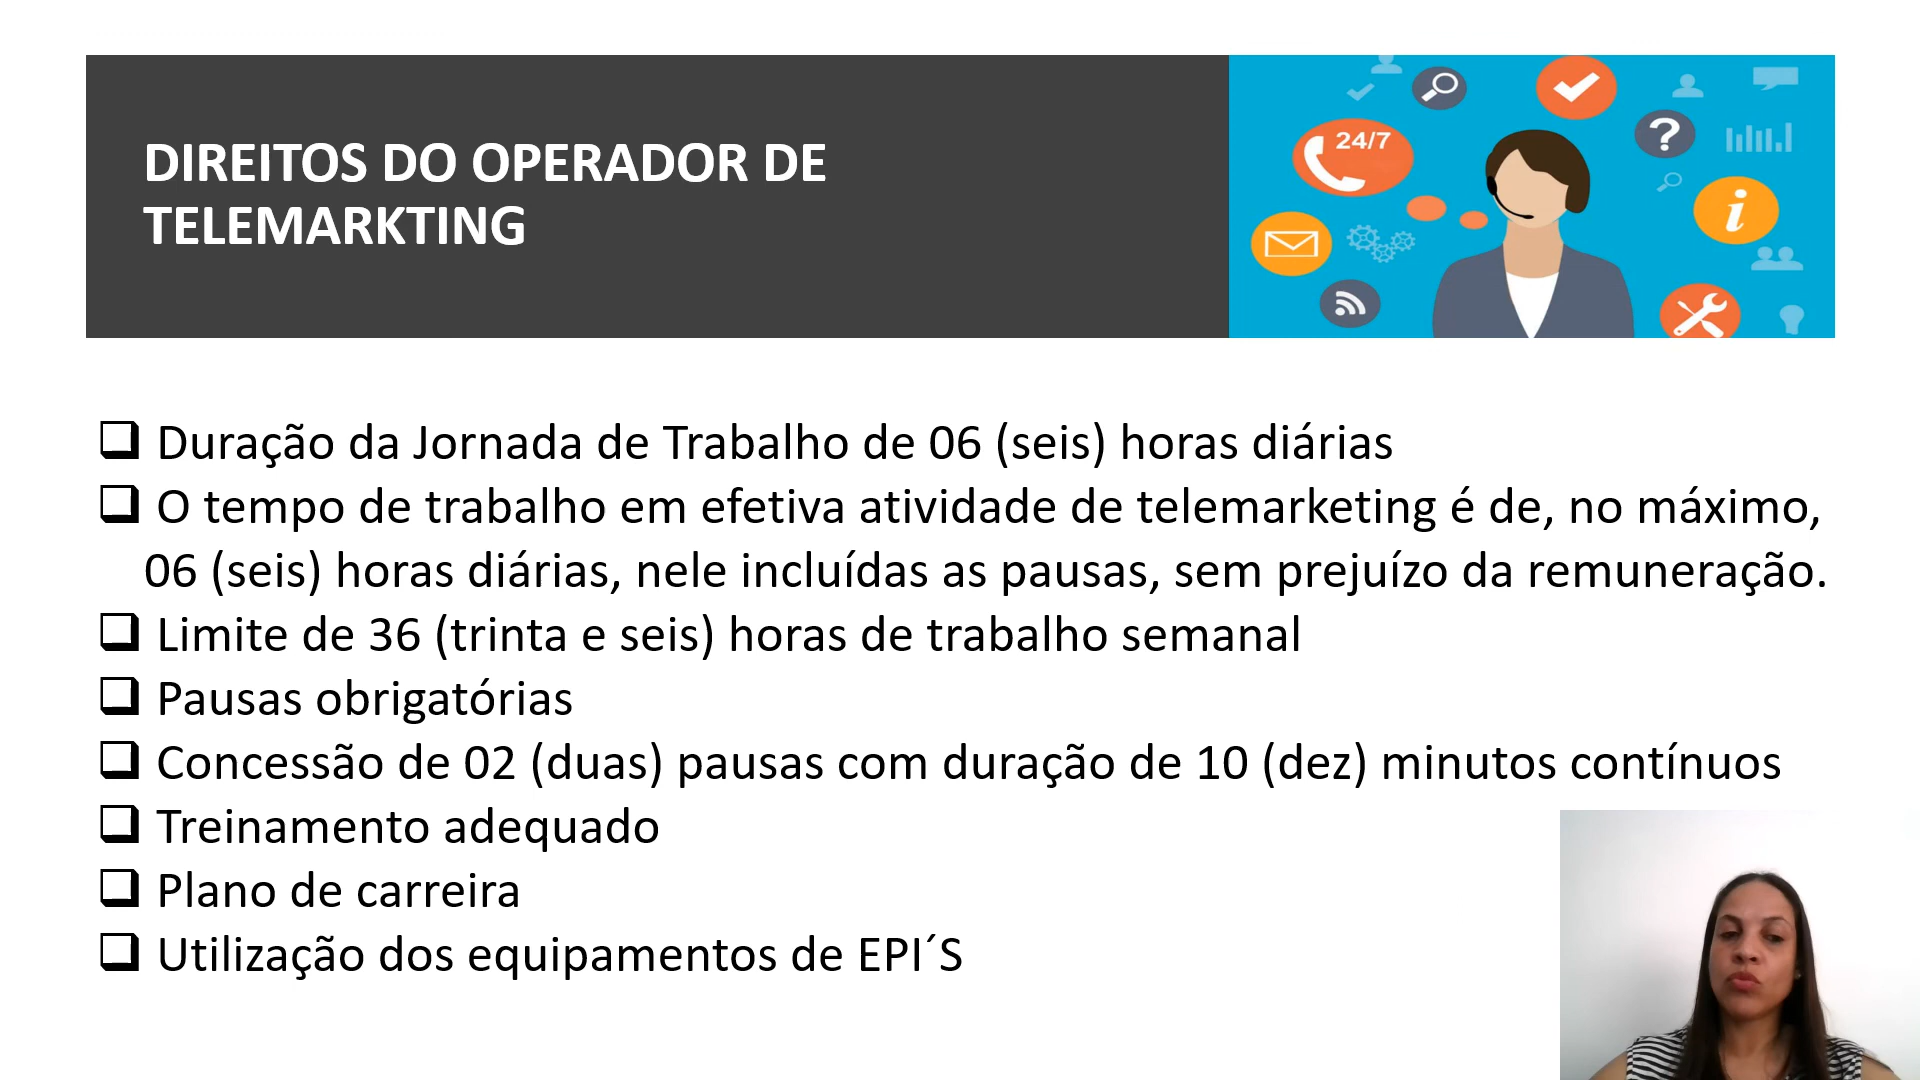 DIREITOS DO OPERADOR DE
TELEMARKTING
24/7
?
i
Duração da Jornada de Trabalho de 06 (seis) horas diárias
O tempo de trabalho em efetiva atividade de telemarketing é de, no máximo,
06 (seis) horas diárias, nele incluídas as pausas, sem prejuízo da remuneração.
Limite de 36 (trinta e seis) horas de trabalho semanal
Pausas obrigatórias
Concessão de 02 (duas) pausas com duração de 10 (dez) minutos contínuos
Treinamento adequado
Plano de carreira
Utilização dos equipamentos de EPI´S